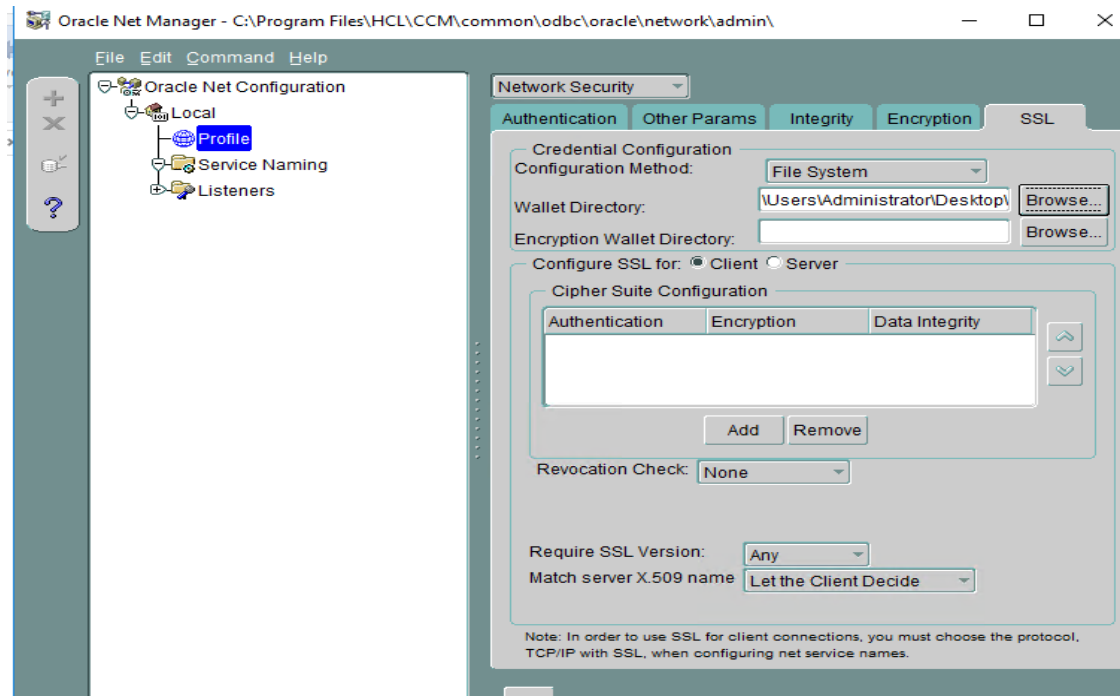 Oracle Net Manager - C:\Program Files\HCL\CCM\common\odbc\oracle\network\admin\
File Edit Command Help
Oracle Net Configuration
Local
Profile
Service Naming
Listeners
Network Security
Authentication Other Params Integrity Encryption SSL
Credential Configuration
Configuration Method: File System
Wallet Directory: \Users\Administrator\Desktop\ Browse...
Encryption Wallet Directory: Browse...
Configure SSL for: Client Server
Cipher Suite Configuration
Authentication Encryption Data Integrity
Add Remove
Revocation Check: None
Require SSL Version: Any
Match server X.509 name Let the Client Decide
Note: In order to use SSL for client connections, you must choose the protocol,
TCP/IP with SSL, when configuring net service names.